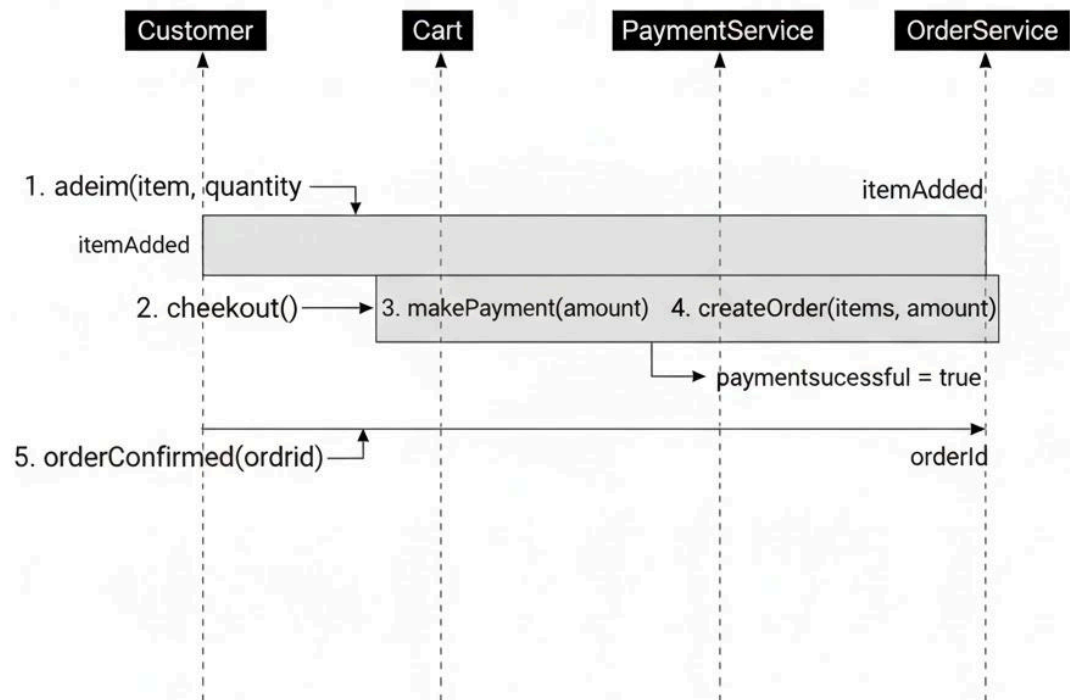 Customer
Cart
PaymentService
OrderService
1. adeim(item, quantity
itemAdded
itemAdded
2. cheekout()
3. makePayment(amount)
4. createOrder(items, amount)
paymentsucessful = true
5. orderConfirmed(ordrid)
orderId